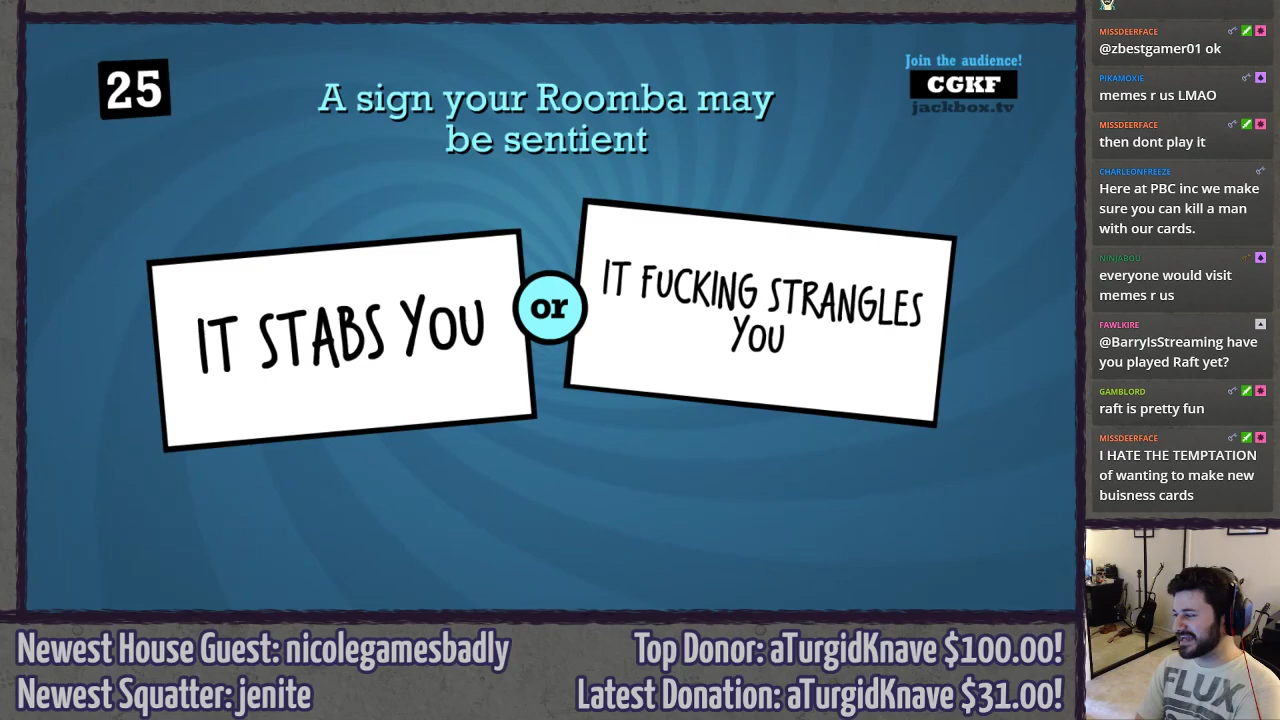 25
A sign your Roomba may
be sentient
Join the audience!
CGKF
jackbox.tv
IT STABS YOU
or
IT FUCKING STRANGLES
YOU
MISSDEERFACE
@zbestgamer01 ok
PIKAMOXIE
memes r us LMAO
MISSDEERFACE
then dont play it
CHARLEONFREEZE
Here at PBC inc we make
sure you can kill a man
with our cards.
NINJABOU
everyone would visit
memes r us
FAWLKIRE
@BarryIsStreaming have
you played Raft yet?
GAMBLORD
raft is pretty fun
MISSDEERFACE
I HATE THE TEMPTATION
of wanting to make new
buisness cards
FLUX
Newest House Guest: nicolegamesbadly
Newest Squatter: jenite
Top Donor: aTurgidKnave $100.00!
Latest Donation: aTurgidKnave $31.00!